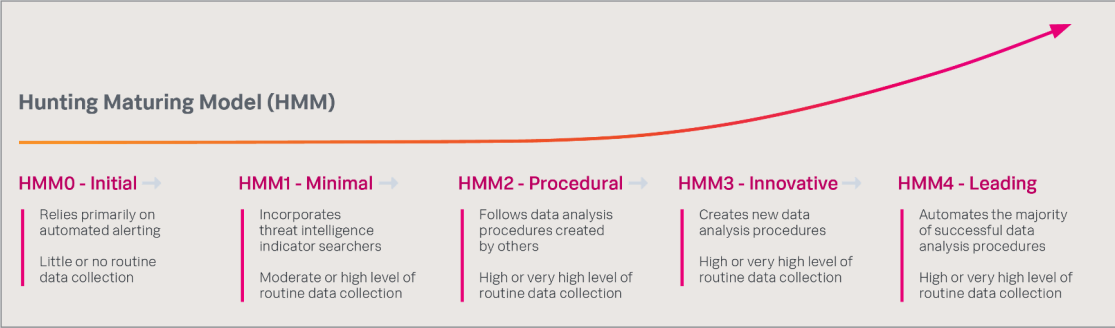 Hunting Maturing Model (HMM)
HMM0 - Initial
Relies primarily on
automated alerting
Little or no routine
data collection
HMM1 - Minimal
Incorporates
threat intelligence
indicator searchers
Moderate or high level of
routine data collection
HMM2 - Procedural
Follows data analysis
procedures created
by others
High or very high level of
routine data collection
HMM3 - Innovative
Creates new data
analysis procedures
High or very high level of
routine data collection
HMM4 - Leading
Automates the majority
of successful data
analysis procedures
High or very high level of
routine data collection